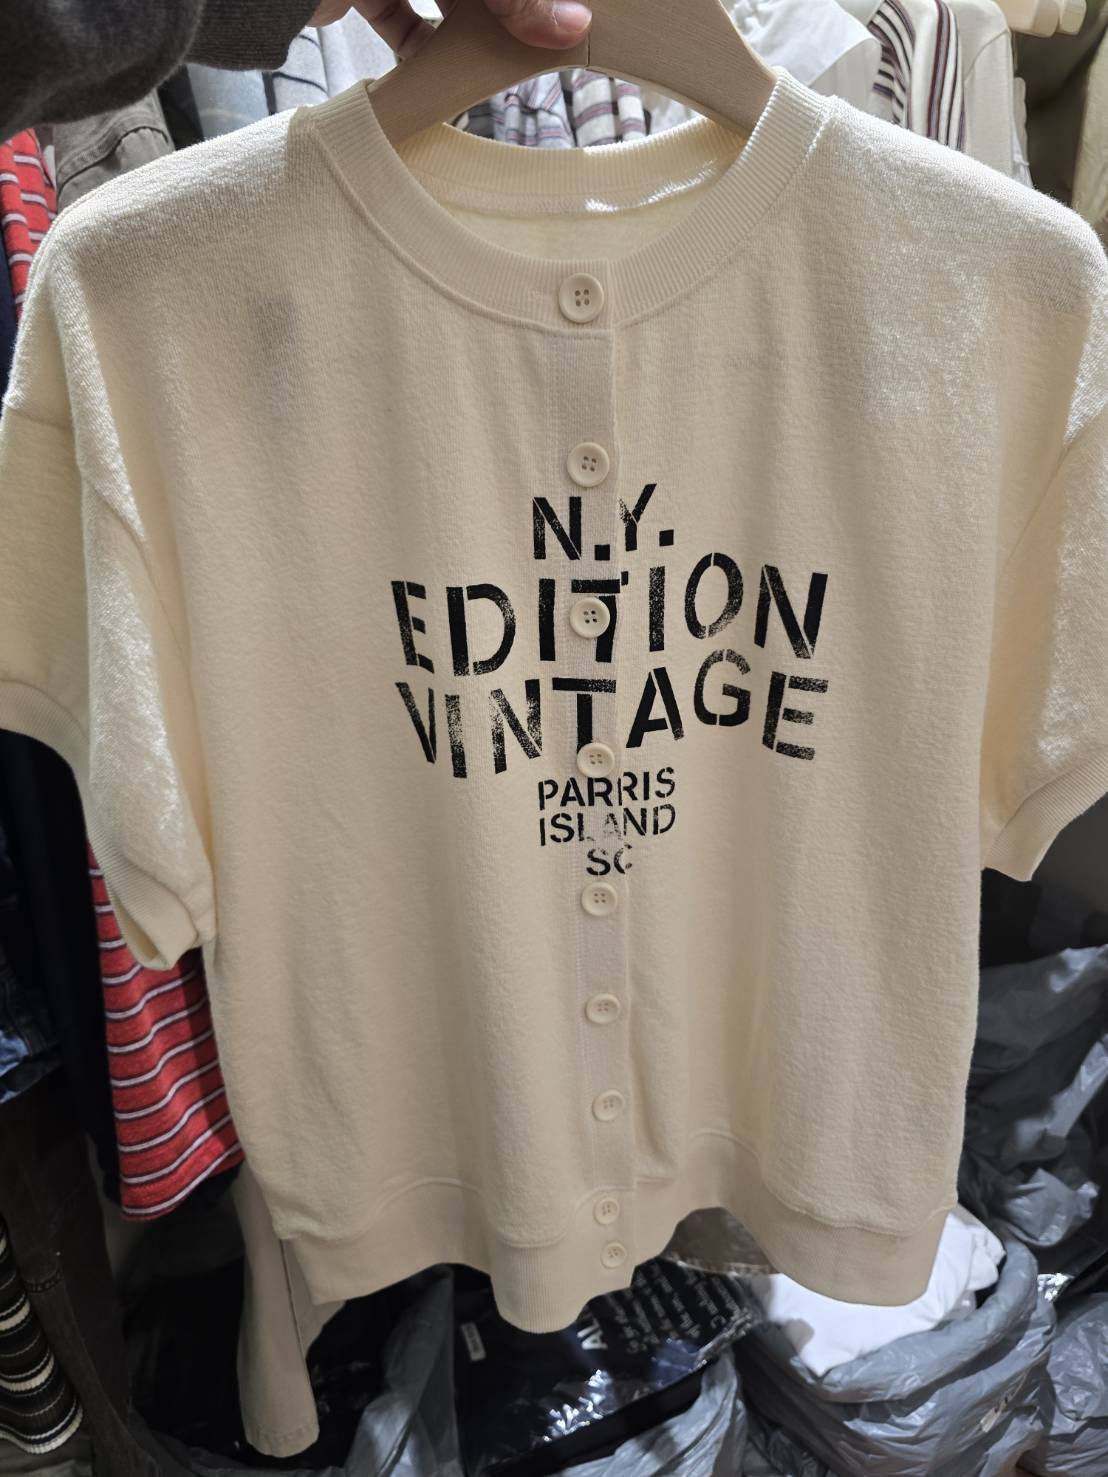 N.Y.
EDITION
VINTAGE
PARRIS
ISLAND
SC